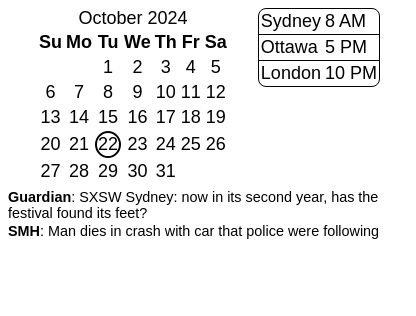 October 2024
Su Mo Tu We Th Fr Sa
1 2 3 4 5
6 7 8 9 10 11 12
13 14 15 16 17 18 19
20 21 22 23 24 25 26
27 28 29 30 31
Sydney 8 AM
Ottawa 5 PM
London 10 PM
Guardian: SXSW Sydney: now in its second year, has the
festival found its feet?
SMH: Man dies in crash with car that police were following